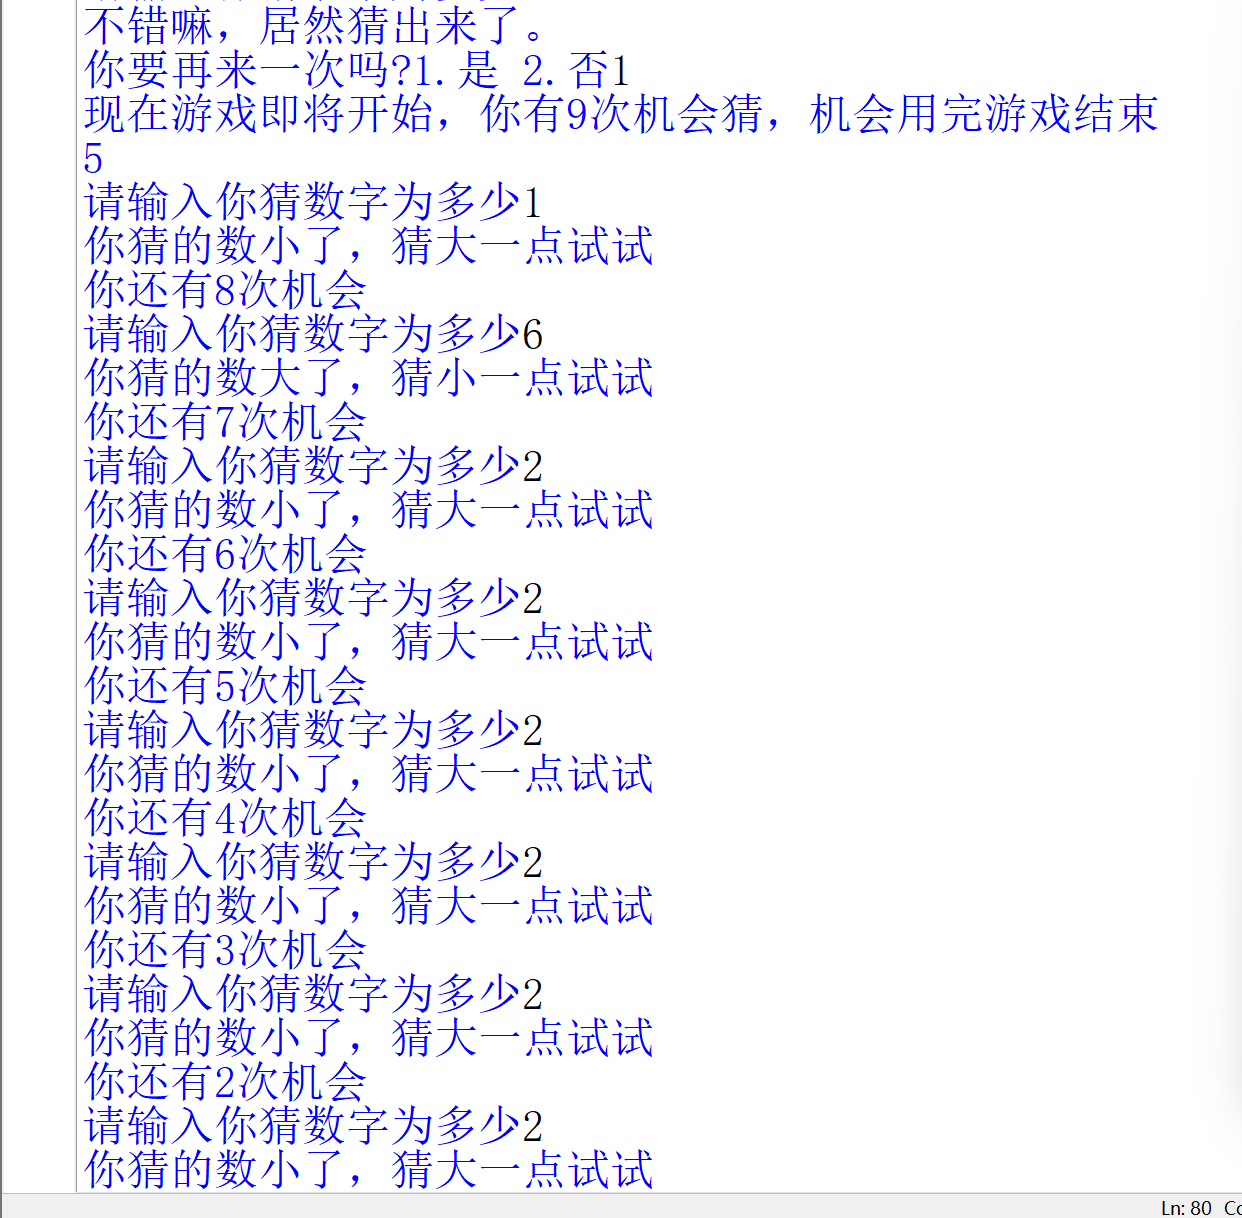 不错嘛，居然猜出来了。
你要再来一次吗?1.是 2.否1
现在游戏即将开始，你有9次机会猜，机会用完游戏结束
5
请输入你猜数字为多少1
你猜的数小了，猜大一点试试
你还有8次机会
请输入你猜数字为多少6
你猜的数大了，猜小一点试试
你还有7次机会
请输入你猜数字为多少2
你猜的数小了，猜大一点试试
你还有6次机会
请输入你猜数字为多少2
你猜的数小了，猜大一点试试
你还有5次机会
请输入你猜数字为多少2
你猜的数小了，猜大一点试试
你还有4次机会
请输入你猜数字为多少2
你猜的数小了，猜大一点试试
你还有3次机会
请输入你猜数字为多少2
你猜的数小了，猜大一点试试
你还有2次机会
请输入你猜数字为多少2
你猜的数小了，猜大一点试试
Ln: 80